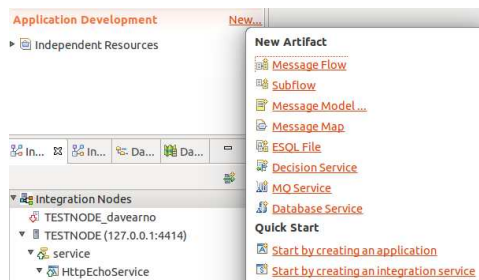 Application Development
New...
Independent Resources
New Artifact
Message Flow
Subflow
Message Model ...
Message Map
ESQL File
Decision Service
MQ Service
Database Service
Quick Start
Start by creating an application
Start by creating an integration service
In...
In...
Da...
Da...
Integration Nodes
TESTNODE_davearno
TESTNODE (127.0.0.1:4414)
service
HttpEchoService